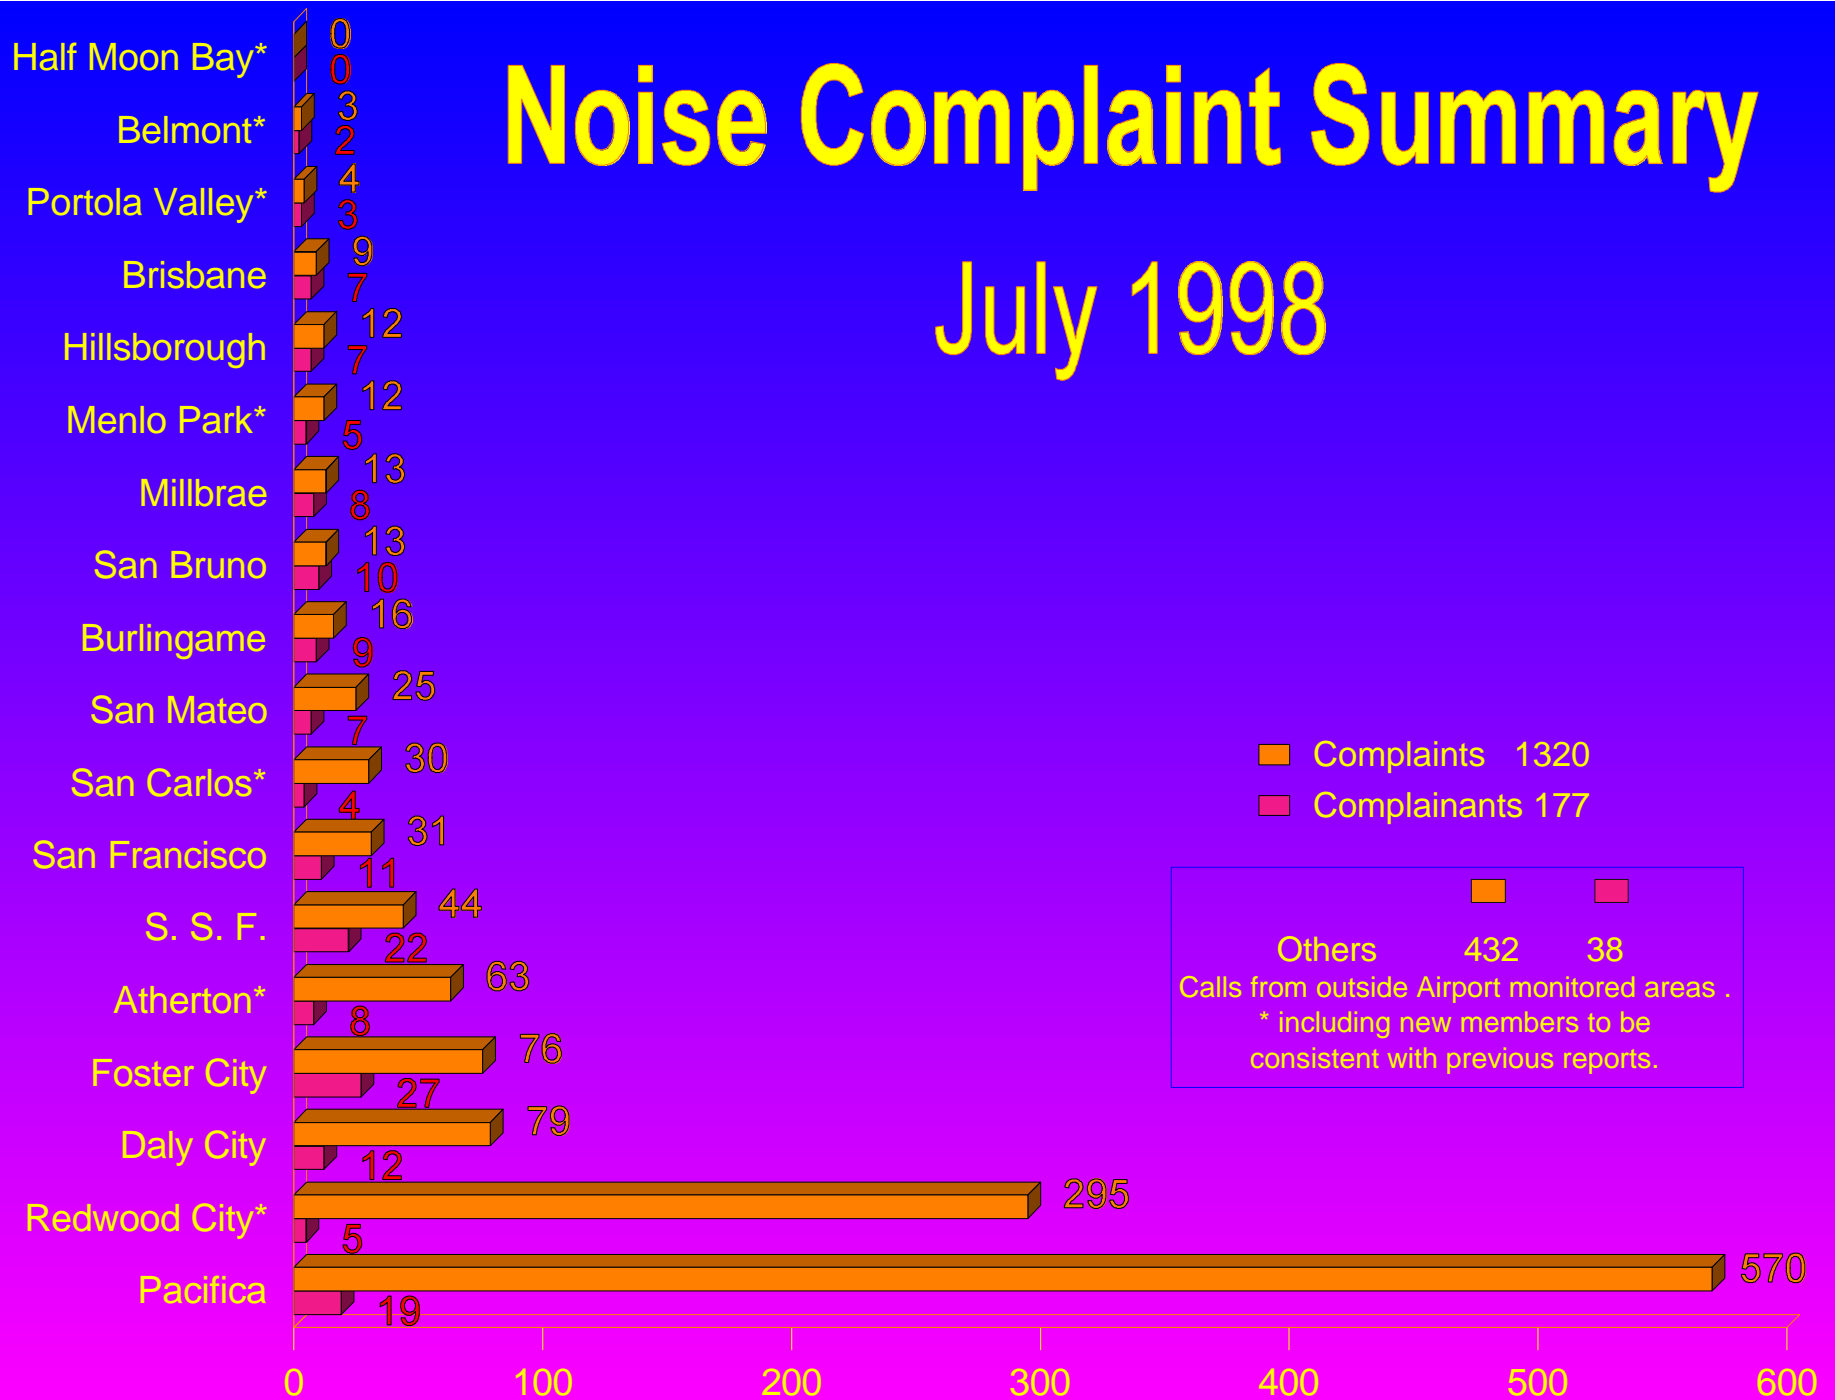 Noise Complaint Summary
July 1998
Half Moon Bay* 0 0
Belmont* 3 2
Portola Valley* 4 3
Brisbane 9 7
Hillsborough 12 7
Menlo Park* 12 5
Millbrae 13 8
San Bruno 13 10
Burlingame 16 9
San Mateo 25 7
San Carlos* 30 4
San Francisco 31 11
S. S. F. 44 22
Atherton* 63 8
Foster City 76 27
Daly City 79 12
Redwood City* 295 5
Pacifica 570 19
0 100 200 300 400 500 600
Complaints 1320
Complainants 177
Others 432 38
Calls from outside Airport monitored areas .
* including new members to be
consistent with previous reports.